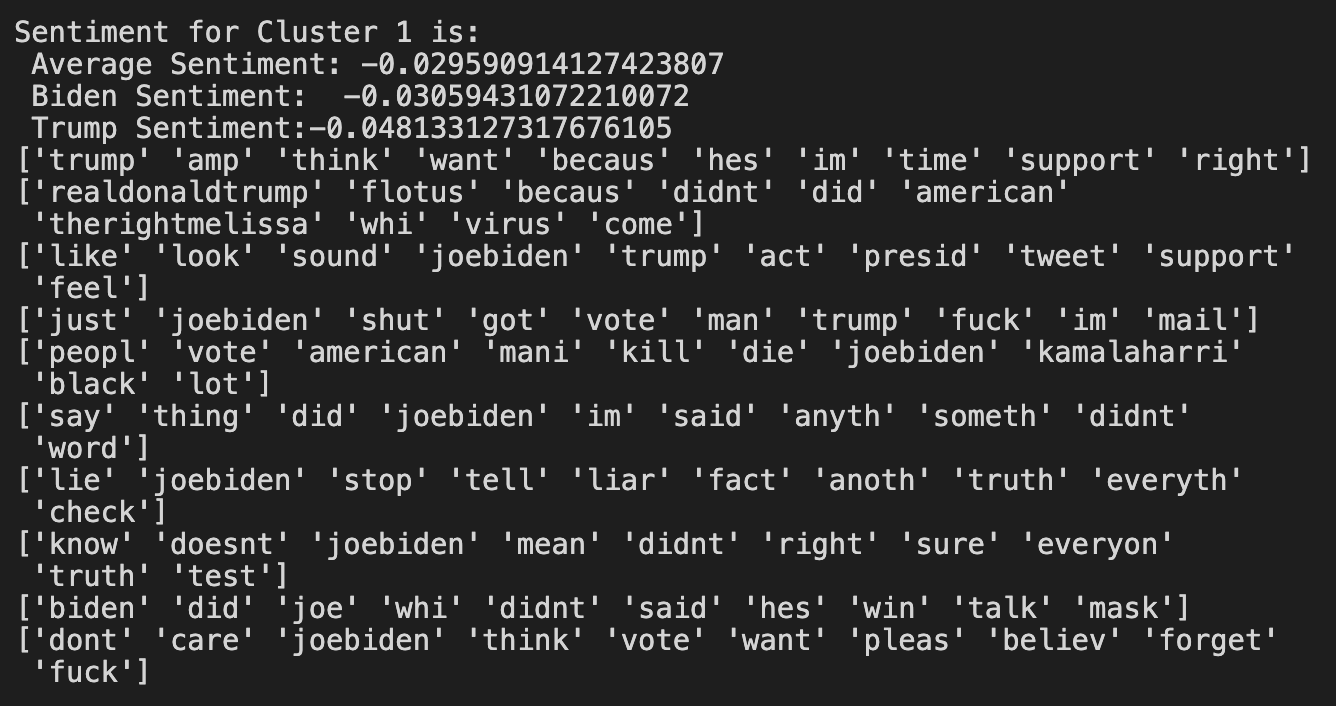 Sentiment for Cluster 1 is:
Average Sentiment: -0.029590914127423807
Biden Sentiment:  -0.03059431072210072
Trump Sentiment:-0.048133127317676105
['trump' 'amp' 'think' 'want' 'becaus' 'hes' 'im' 'time' 'support' 'right']
['realdonaldtrump' 'flotus' 'becaus' 'didnt' 'did' 'american'
'therightmelissa' 'whi' 'virus' 'come']
['like' 'look' 'sound' 'joebiden' 'trump' 'act' 'presid' 'tweet' 'support'
'feel']
['just' 'joebiden' 'shut' 'got' 'vote' 'man' 'trump' 'fuck' 'im' 'mail']
['peopl' 'vote' 'american' 'mani' 'kill' 'die' 'joebiden' 'kamalaharri'
'black' 'lot']
['say' 'thing' 'did' 'joebiden' 'im' 'said' 'anyth' 'someth' 'didnt'
'word']
['lie' 'joebiden' 'stop' 'tell' 'liar' 'fact' 'anoth' 'truth' 'everyth'
'check']
['know' 'doesnt' 'joebiden' 'mean' 'didnt' 'right' 'sure' 'everyon'
'truth' 'test']
['biden' 'did' 'joe' 'whi' 'didnt' 'said' 'hes' 'win' 'talk' 'mask']
['dont' 'care' 'joebiden' 'think' 'vote' 'want' 'pleas' 'believ' 'forget'
'fuck']